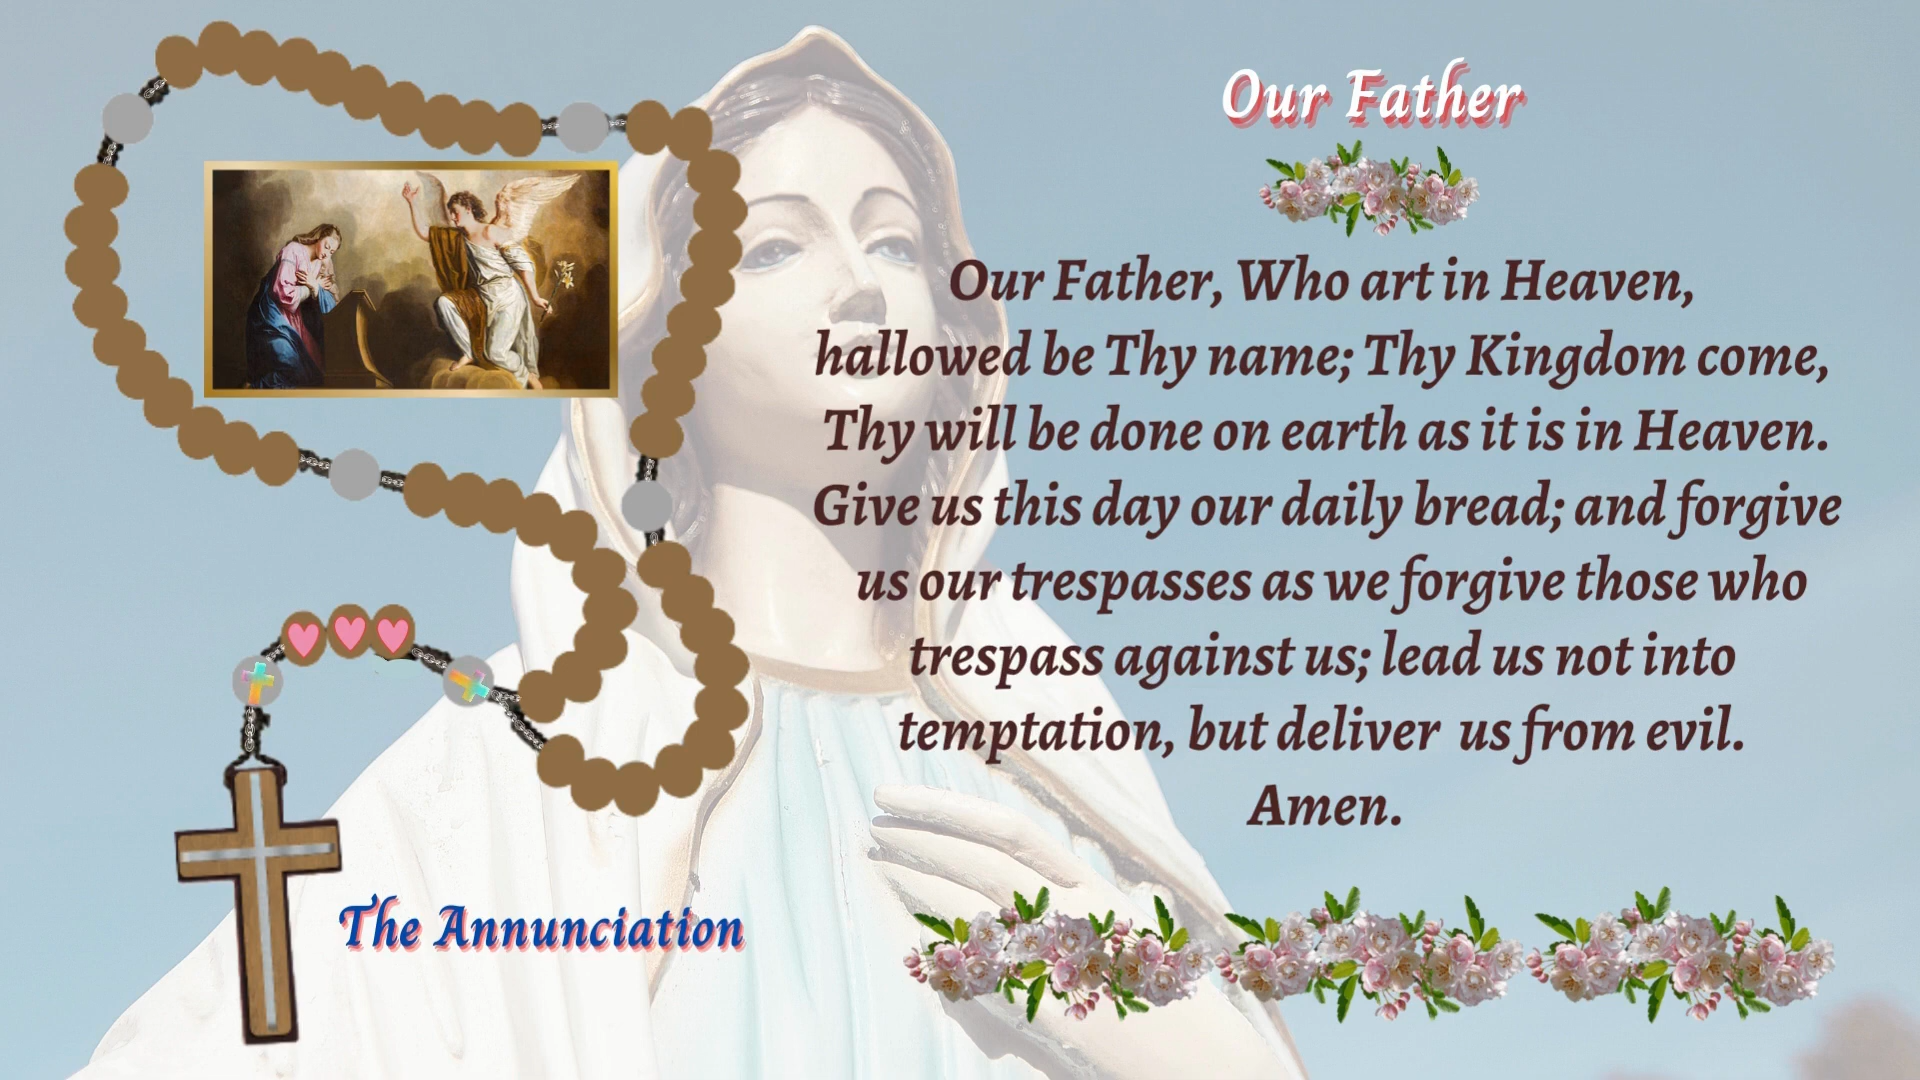 Our Father
Our Father, Who art in Heaven,
hallowed be Thy name; Thy Kingdom come,
Thy will be done on earth as it is in Heaven.
Give us this day our daily bread; and forgive
us our trespasses as we forgive those who
trespass against us; lead us not into
temptation, but deliver us from evil.
Amen.
The Annunciation